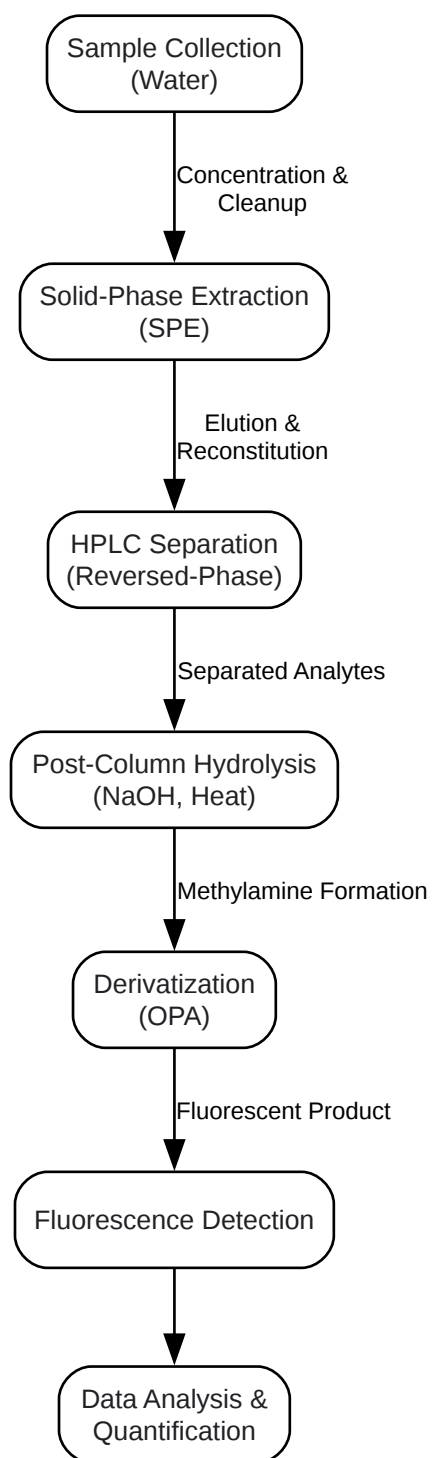 Sample Collection
(Water)
Concentration &
Cleanup
Solid-Phase Extraction
(SPE)
Elution &
Reconstitution
HPLC Separation
(Reversed-Phase)
Separated Analytes
Post-Column Hydrolysis
(NaOH, Heat)
Methylamine Formation
Derivatization
(OPA)
Fluorescent Product
Fluorescence Detection
Data Analysis &
Quantification